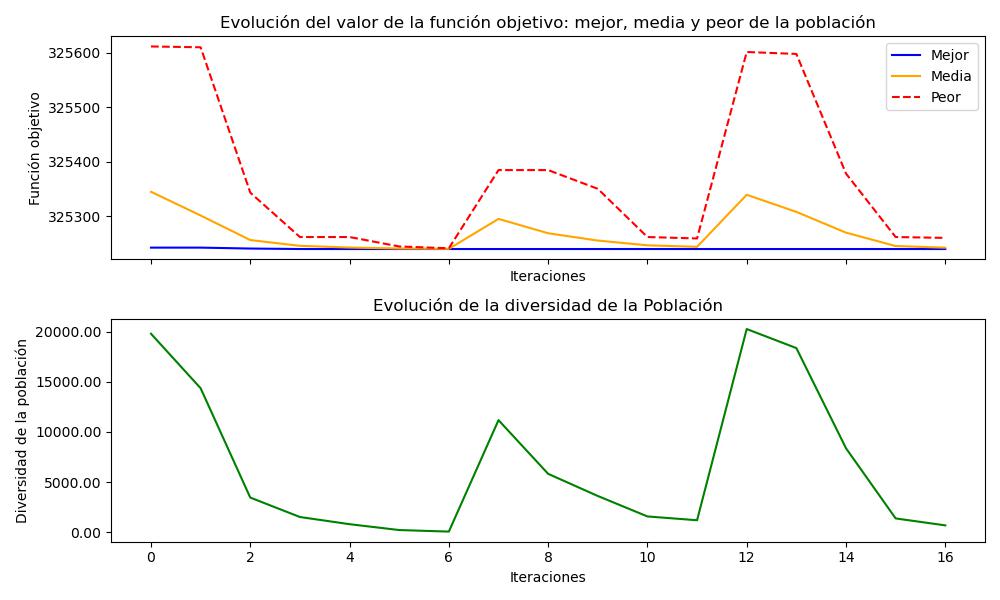 Evolución del valor de la función objetivo: mejor, media y peor de la población
325600
325500
325400
325300
Función objetivo
Mejor
Media
Peor
Iteraciones
Evolución de la diversidad de la Población
20000.00
15000.00
10000.00
5000.00
0.00
Diversidad de la población
0 2 4 6 8 10 12 14 16
Iteraciones